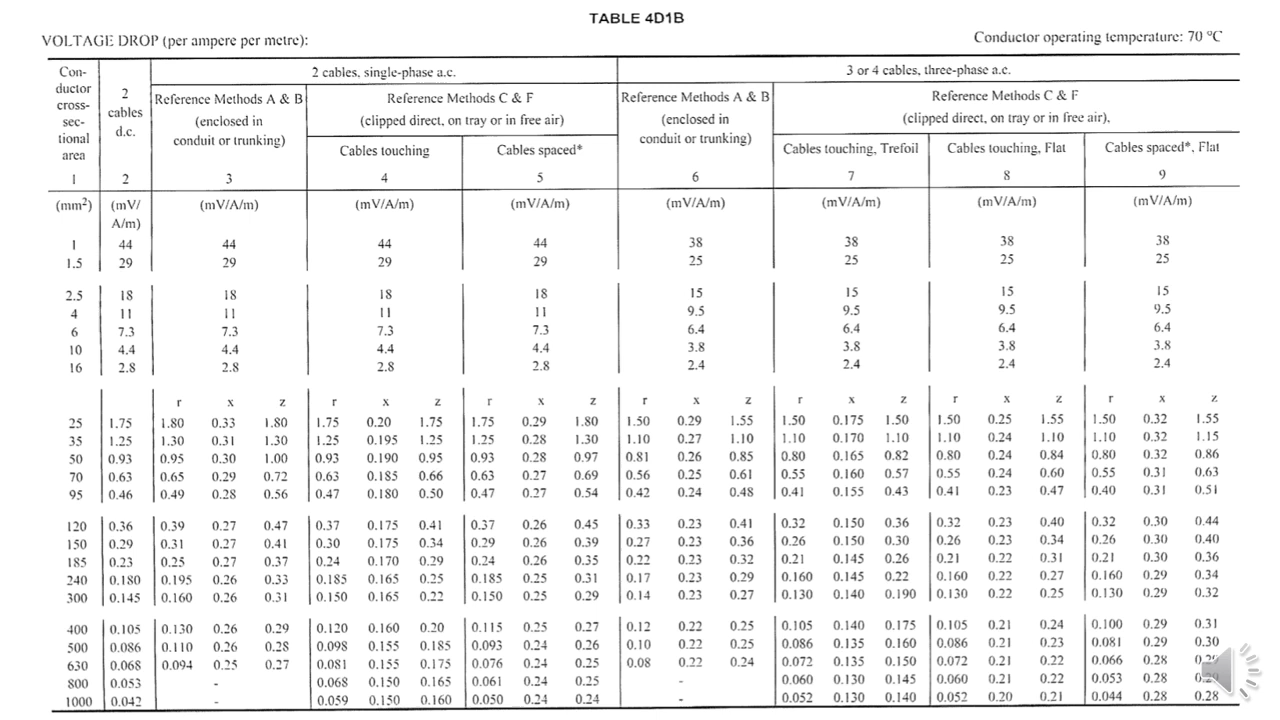 TABLE 4D1B
VOLTAGE DROP (per ampere per metre): Conductor operating temperature: 70 °C
Con-ductor cross-sec-tional area | 2 cables d.c. | 2 cables, single-phase a.c. | 3 or 4 cables, three-phase a.c.
Reference Methods A & B (enclosed in conduit or trunking) | Reference Methods C & F (clipped direct, on tray or in free air) | Reference Methods A & B (enclosed in conduit or trunking) | Reference Methods C & F (clipped direct, on tray or in free air),
Cables touching | Cables spaced* | Cables touching, Trefoil | Cables touching, Flat | Cables spaced*, Flat
1 2 3 4 5 6 7 8 9
(mm²) (mV/A/m) (mV/A/m) (mV/A/m) (mV/A/m) (mV/A/m) (mV/A/m) (mV/A/m) (mV/A/m)
1 44 44 44 44 38 38 38 38
1.5 29 29 29 29 25 25 25 25
2.5 18 18 18 18 15 15 15 15
4 11 11 11 11 9.5 9.5 9.5 9.5
6 7.3 7.3 7.3 7.3 6.4 6.4 6.4 6.4
10 4.4 4.4 4.4 4.4 3.8 3.8 3.8 3.8
16 2.8 2.8 2.8 2.8 2.4 2.4 2.4 2.4
r x z r x z r x z r x z r x z r x z r x z
25 1.75 1.80 0.33 1.80 1.75 0.20 1.75 1.75 0.29 1.80 1.50 0.29 1.55 1.50 0.175 1.50 1.50 0.25 1.55 1.50 0.32 1.55
35 1.25 1.30 0.31 1.30 1.25 0.195 1.25 1.25 0.28 1.30 1.10 0.27 1.10 1.10 0.170 1.10 1.10 0.24 1.10 1.10 0.32 1.15
50 0.93 0.95 0.30 1.00 0.93 0.190 0.95 0.93 0.28 0.97 0.81 0.26 0.85 0.80 0.165 0.82 0.80 0.24 0.84 0.80 0.32 0.86
70 0.63 0.65 0.29 0.72 0.63 0.185 0.66 0.63 0.27 0.69 0.56 0.25 0.61 0.55 0.160 0.57 0.55 0.24 0.60 0.55 0.31 0.63
95 0.46 0.49 0.28 0.56 0.47 0.180 0.50 0.47 0.27 0.54 0.42 0.24 0.48 0.41 0.155 0.43 0.41 0.23 0.47 0.40 0.31 0.51
120 0.36 0.39 0.27 0.47 0.37 0.175 0.41 0.37 0.26 0.45 0.33 0.23 0.41 0.32 0.150 0.36 0.32 0.23 0.40 0.32 0.30 0.44
150 0.29 0.31 0.27 0.41 0.30 0.175 0.34 0.29 0.26 0.39 0.27 0.23 0.36 0.26 0.150 0.30 0.26 0.23 0.34 0.26 0.30 0.40
185 0.23 0.25 0.27 0.37 0.24 0.170 0.29 0.24 0.26 0.35 0.22 0.23 0.32 0.21 0.145 0.26 0.21 0.22 0.31 0.21 0.30 0.36
240 0.180 0.195 0.26 0.33 0.185 0.165 0.25 0.185 0.25 0.31 0.17 0.23 0.29 0.160 0.145 0.22 0.160 0.22 0.27 0.160 0.29 0.34
300 0.145 0.160 0.26 0.31 0.150 0.165 0.22 0.150 0.25 0.29 0.14 0.23 0.27 0.130 0.140 0.190 0.130 0.22 0.25 0.130 0.29 0.32
400 0.105 0.130 0.26 0.29 0.120 0.160 0.20 0.115 0.25 0.27 0.12 0.22 0.25 0.105 0.140 0.175 0.105 0.21 0.24 0.100 0.29 0.31
500 0.086 0.110 0.26 0.28 0.098 0.155 0.185 0.093 0.24 0.26 0.10 0.22 0.25 0.086 0.135 0.160 0.086 0.21 0.23 0.081 0.29 0.30
630 0.068 0.094 0.25 0.27 0.081 0.155 0.175 0.076 0.24 0.25 0.08 0.22 0.24 0.072 0.135 0.150 0.072 0.21 0.22 0.066 0.28
800 0.053 - 0.068 0.150 0.165 0.061 0.24 0.25 - 0.060 0.130 0.145 0.060 0.21 0.22 0.053 0.28
1000 0.042 - 0.059 0.150 0.160 0.050 0.24 0.24 - 0.052 0.130 0.140 0.052 0.20 0.21 0.044 0.28 0.28